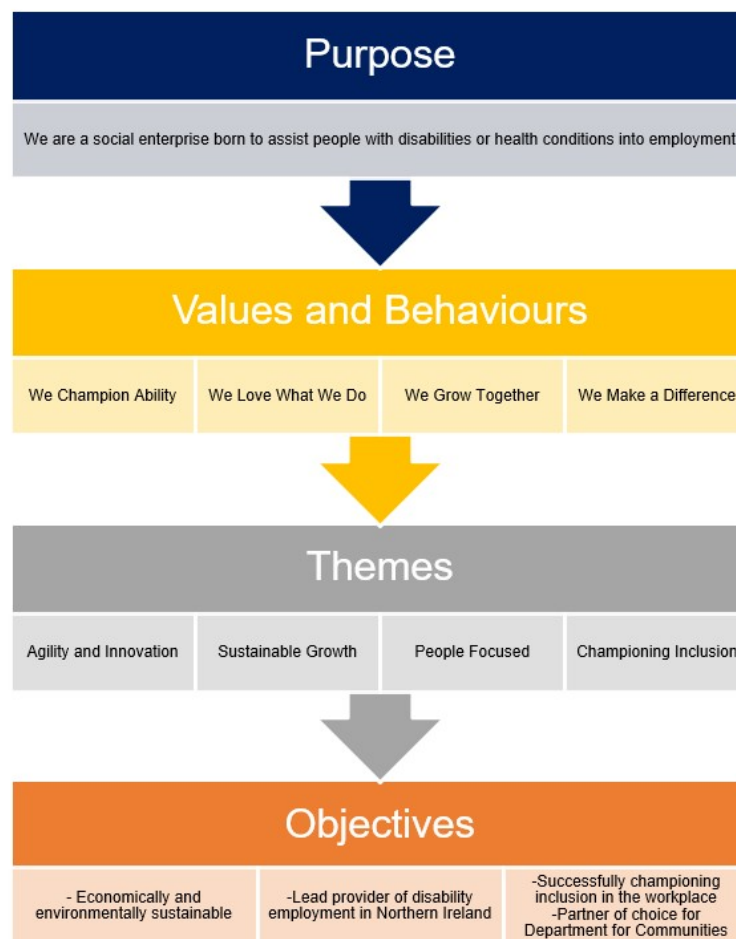 Purpose
We are a social enterprise born to assist people with disabilities or health conditions into employment
Values and Behaviours
We Champion Ability
We Love What We Do
We Grow Together
We Make a Difference
Themes
Agility and Innovation
Sustainable Growth
People Focused
Championing Inclusion
Objectives
- Economically and
environmentally sustainable
-Lead provider of disability
employment in Northern Ireland
-Successfully championing
inclusion in the workplace
-Partner of choice for
Department for Communities